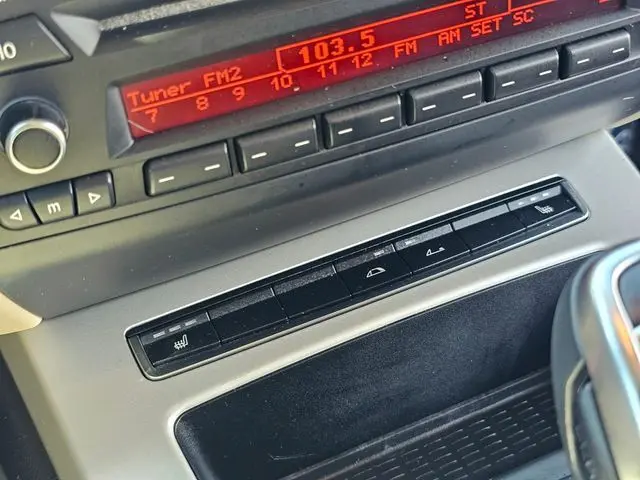 ST
103.5
Tuner FM2
7 8 9 10 11 12 FM AM SET SC
m